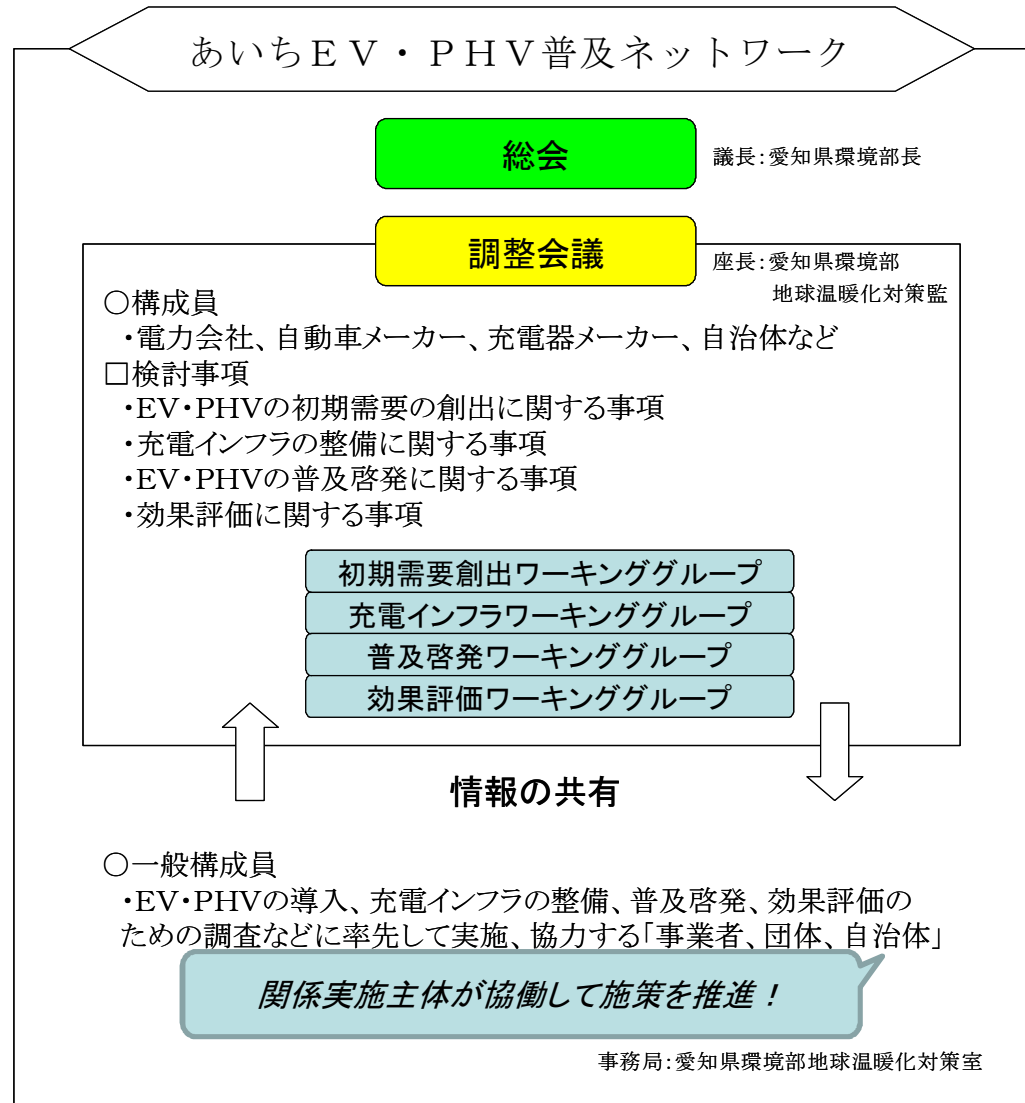 あいちEV・PHV普及ネットワーク
総会
議長:愛知県環境部長
調整会議
座長:愛知県環境部
地球温暖化対策監
○構成員
・電力会社、自動車メーカー、充電器メーカー、自治体など
□検討事項
・EV・PHVの初期需要の創出に関する事項
・充電インフラの整備に関する事項
・EV・PHVの普及啓発に関する事項
・効果評価に関する事項
初期需要創出ワーキンググループ
充電インフラワーキンググループ
普及啓発ワーキンググループ
効果評価ワーキンググループ
情報の共有
○一般構成員
・EV・PHVの導入、充電インフラの整備、普及啓発、効果評価の
ための調査などに率先して実施、協力する「事業者、団体、自治体」
関係実施主体が協働して施策を推進!
事務局:愛知県環境部地球温暖化対策室